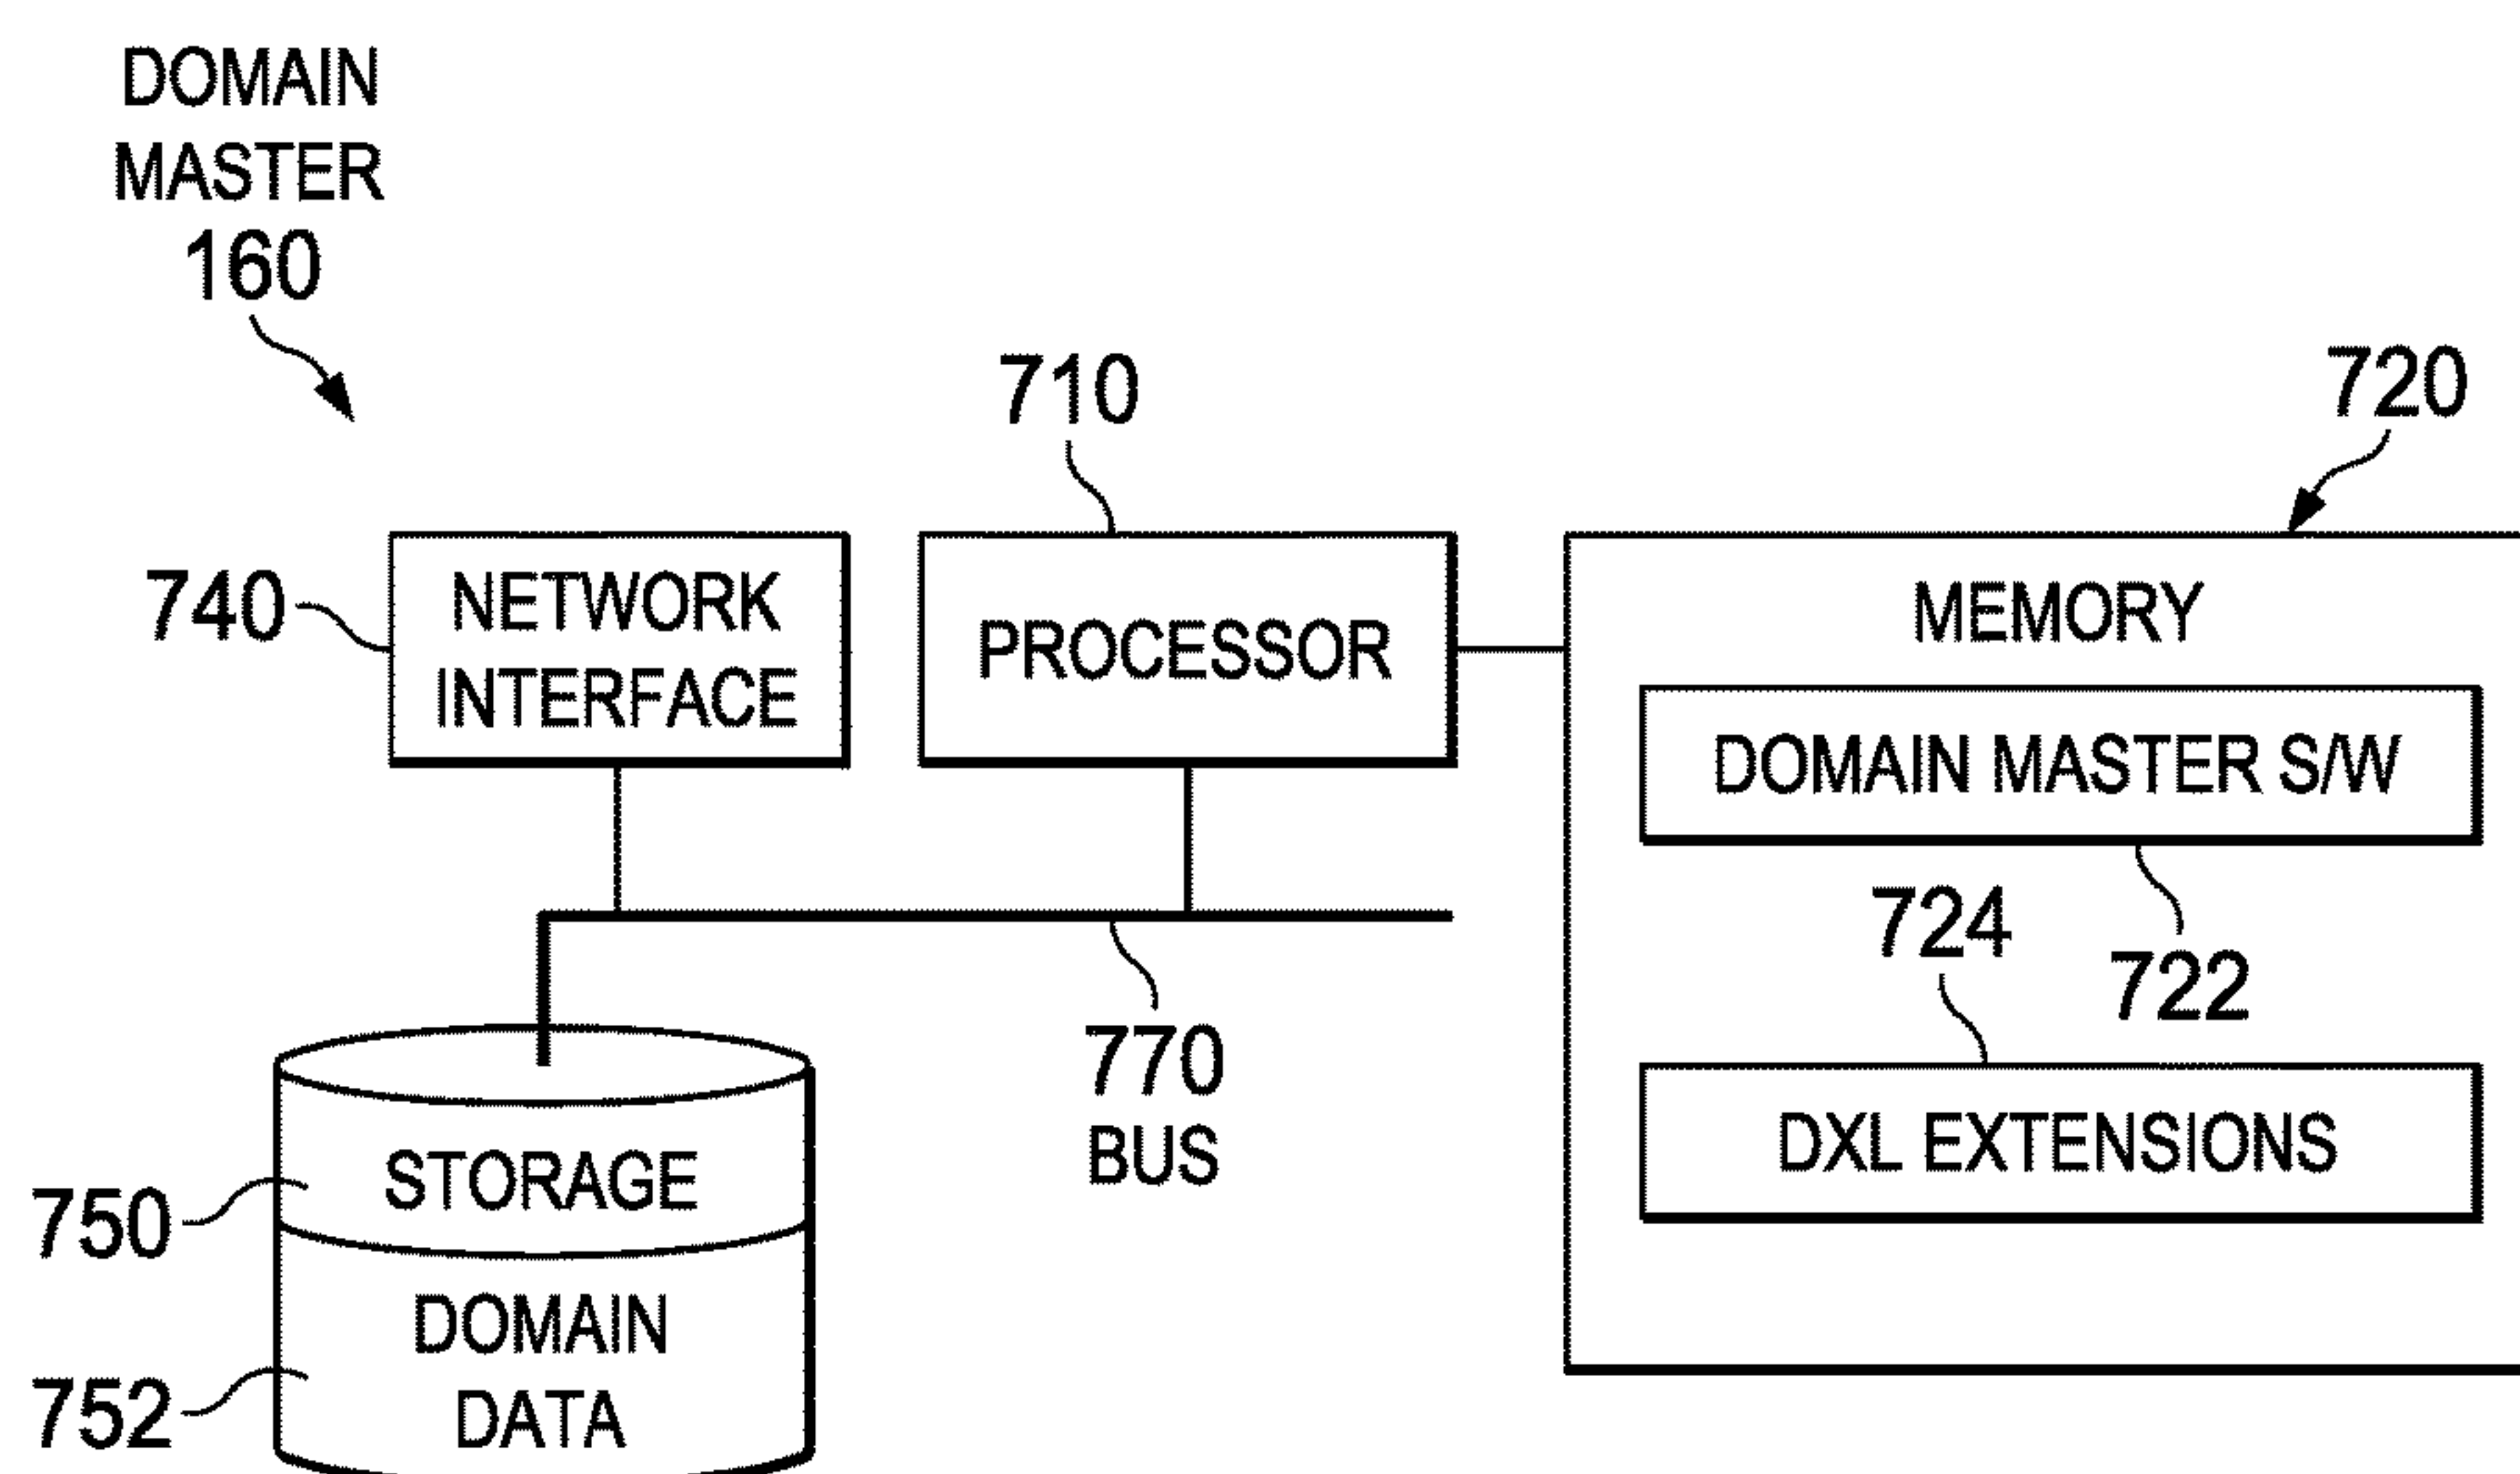 DOMAIN
MASTER
160
710
720
740
NETWORK
INTERFACE
PROCESSOR
MEMORY
DOMAIN MASTER S/W
724
722
770
BUS
DXL EXTENSIONS
750
STORAGE
752
DOMAIN
DATA